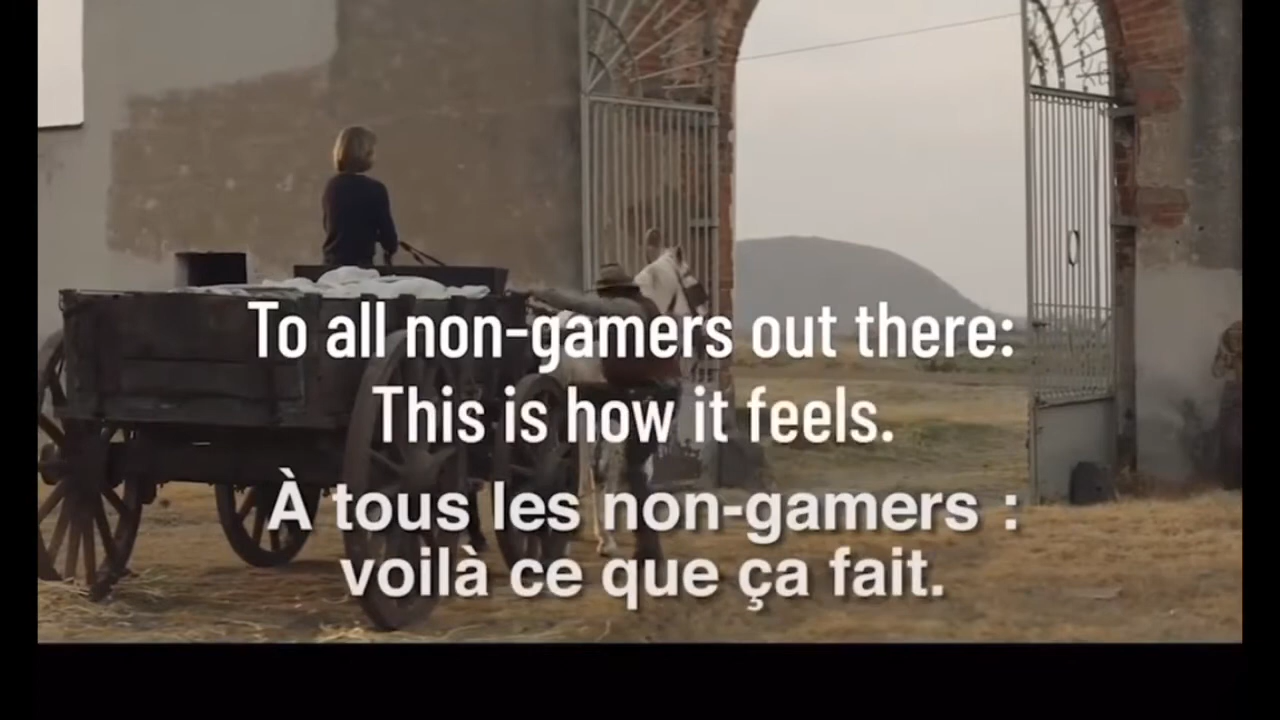 To all non-gamers out there:
This is how it feels.
À tous les non-gamers :
voilà ce que ça fait.